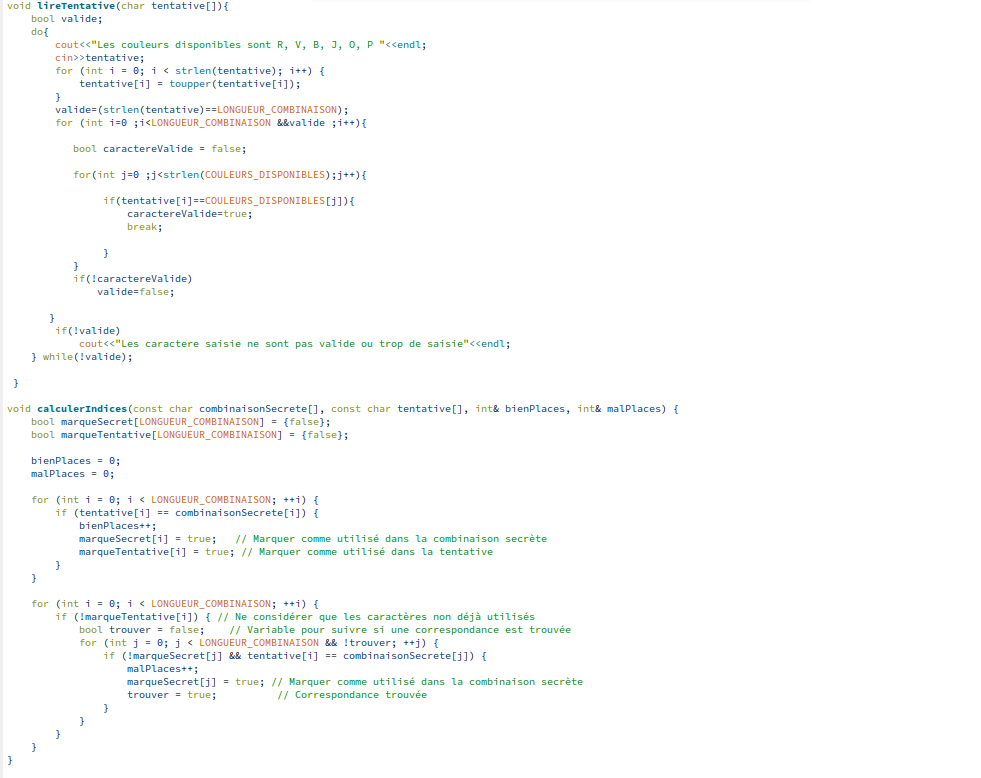 void lireTentative(char tentative[]){
    bool valide;
    do{
        cout<<"Les couleurs disponibles sont R, V, B, J, O, P "<<endl;
        cin>>tentative;
        for (int i = 0; i < strlen(tentative); i++) {
            tentative[i] = toupper(tentative[i]);
        }
        valide=(strlen(tentative)==LONGUEUR_COMBINAISON);
        for (int i=0 ;i<LONGUEUR_COMBINAISON &&valide ;i++){
           bool caractereValide = false;
           for(int j=0 ;j<strlen(COULEURS_DISPONIBLES);j++){
                if(tentative[i]==COULEURS_DISPONIBLES[j]){
                    caractereValide=true;
                    break;
                }
           }
           if(!caractereValide)
               valide=false;
       }
        if(!valide)
            cout<<"Les caractere saisie ne sont pas valide ou trop de saisie"<<endl;
    } while(!valide);
 }
void calculerIndices(const char combinaisonSecrete[], const char tentative[], int& bienPlaces, int& malPlaces) {
    bool marqueSecret[LONGUEUR_COMBINAISON] = {false};
    bool marqueTentative[LONGUEUR_COMBINAISON] = {false};
    bienPlaces = 0;
    malPlaces = 0;
    for (int i = 0; i < LONGUEUR_COMBINAISON; ++i) {
        if (tentative[i] == combinaisonSecrete[i]) {
            bienPlaces++;
            marqueSecret[i] = true;   // Marquer comme utilisé dans la combinaison secrète
            marqueTentative[i] = true; // Marquer comme utilisé dans la tentative
        }
    }
    for (int i = 0; i < LONGUEUR_COMBINAISON; ++i) {
        if (!marqueTentative[i]) { // Ne considérer que les caractères non déjà utilisés
            bool trouver = false;    // Variable pour suivre si une correspondance est trouvée
            for (int j = 0; j < LONGUEUR_COMBINAISON && !trouver; ++j) {
                if (!marqueSecret[j] && tentative[i] == combinaisonSecrete[j]) {
                    malPlaces++;
                    marqueSecret[j] = true; // Marquer comme utilisé dans la combinaison secrète
                    trouver = true;          // Correspondance trouvée
                }
            }
        }
    }
}